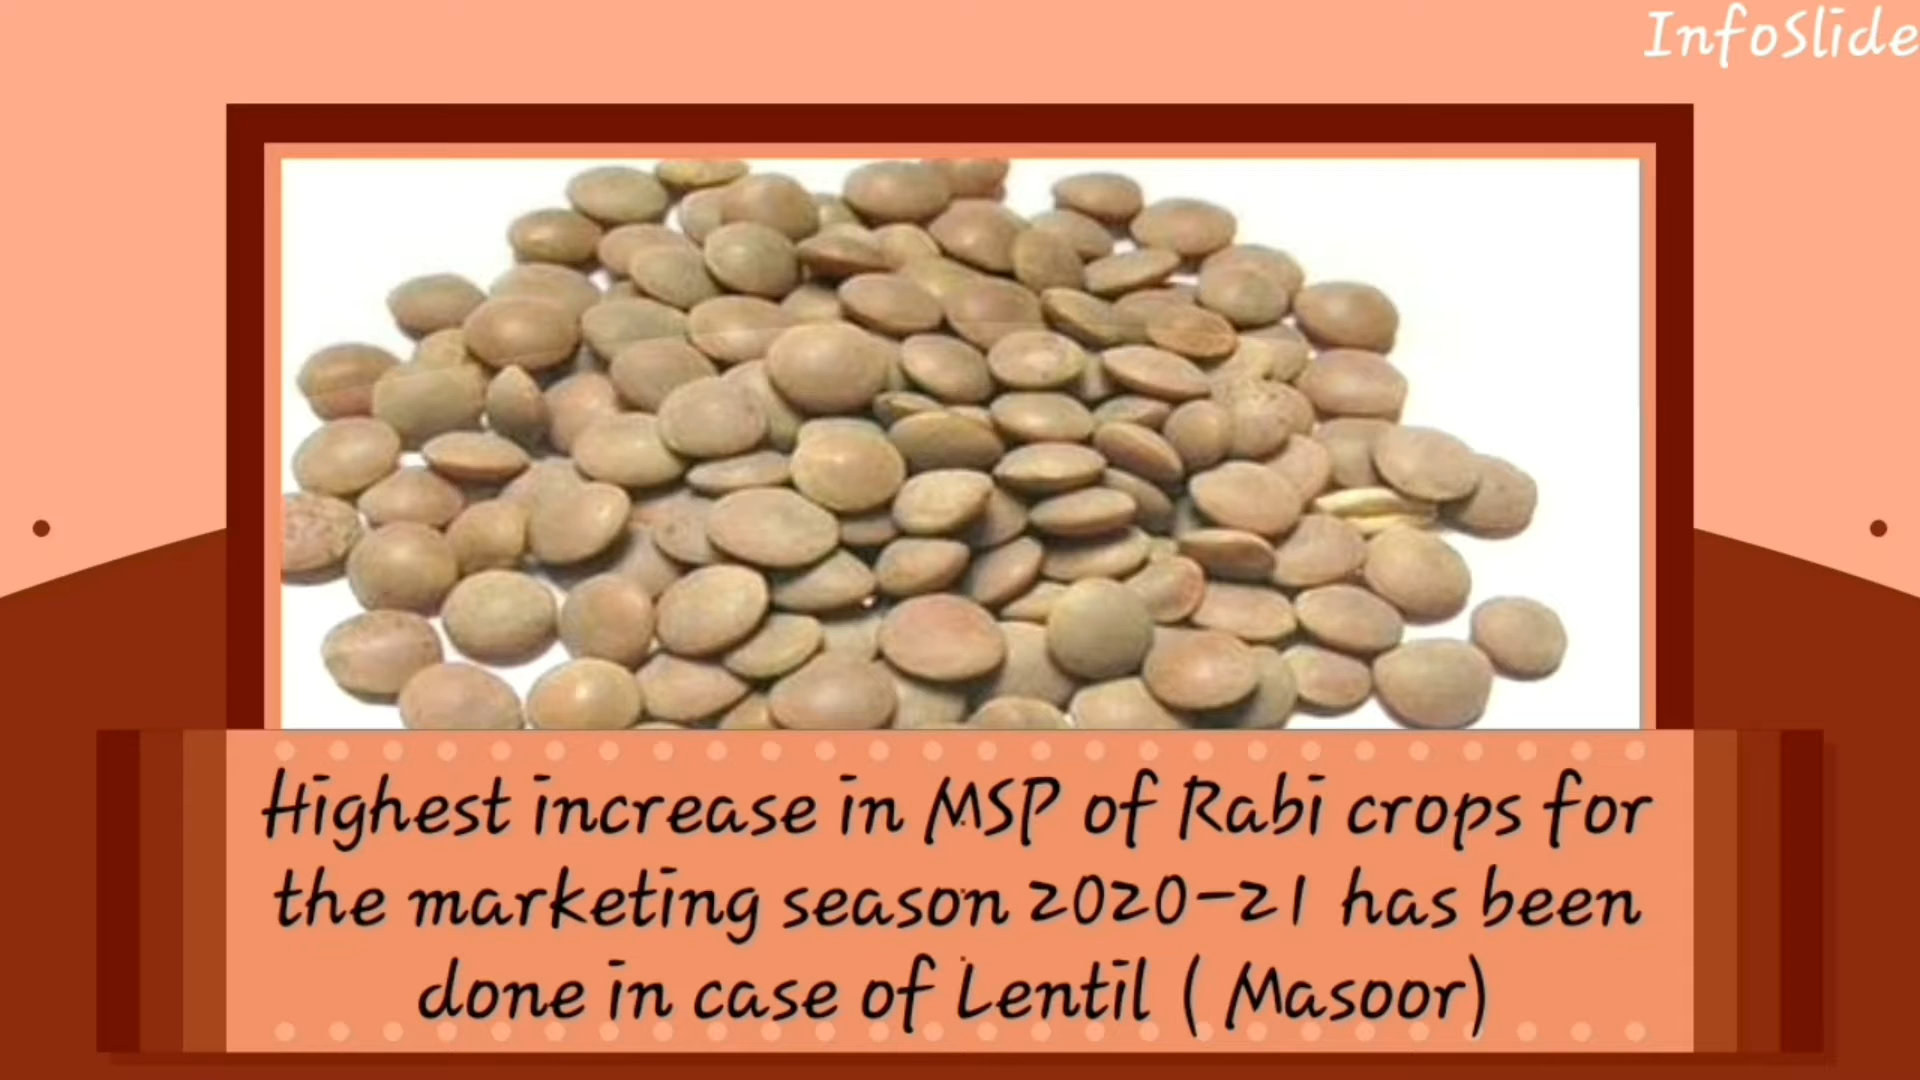 InfoSlide
Highest increase in MSP of Rabi crops for
the marketing season 2020-21 has been
done in case of Lentil ( Masoor)